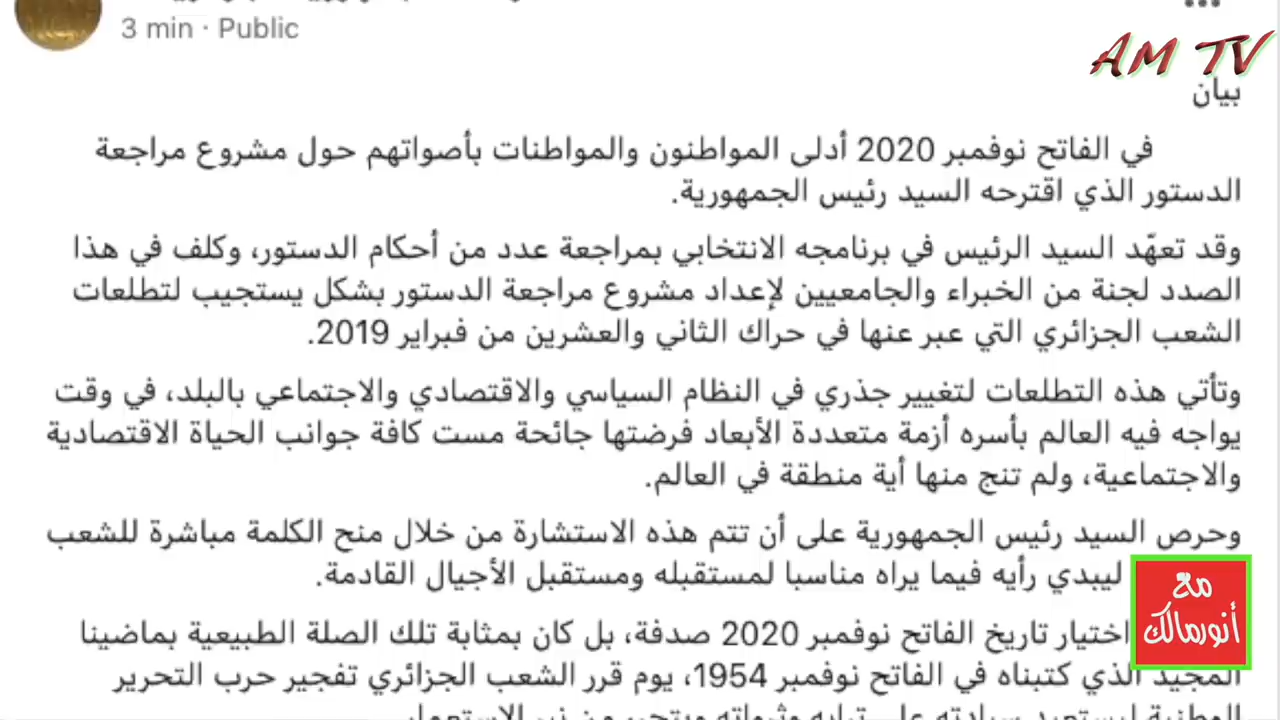 3 min · Public
AM TV
بيان
في الفاتح نوفمبر 2020 أدلى المواطنون والمواطنات بأصواتهم حول مشروع مراجعة
الدستور الذي اقترحه السيد رئيس الجمهورية.
وقد تعهّد السيد الرئيس في برنامجه الانتخابي بمراجعة عدد من أحكام الدستور، وكلف في هذا
الصدد لجنة من الخبراء والجامعيين لإعداد مشروع مراجعة الدستور بشكل يستجيب لتطلعات
الشعب الجزائري التي عبر عنها في حراك الثاني والعشرين من فبراير 2019.
وتأتي هذه التطلعات لتغيير جذري في النظام السياسي والاقتصادي والاجتماعي بالبلد، في وقت
يواجه فيه العالم بأسره أزمة متعددة الأبعاد فرضتها جائحة مست كافة جوانب الحياة الاقتصادية
والاجتماعية، ولم تنج منها أية منطقة في العالم.
وحرص السيد رئيس الجمهورية على أن تتم هذه الاستشارة من خلال منح الكلمة مباشرة للشعب
ليبدي رأيه فيما يراه مناسبا لمستقبله ومستقبل الأجيال القادمة.
اختيار تاريخ الفاتح نوفمبر 2020 صدفة، بل كان بمثابة تلك الصلة الطبيعية بماضينا
المجيد الذي كتبناه في الفاتح نوفمبر 1954، يوم قرر الشعب الجزائري تفجير حرب التحرير
مع
أنورمالك